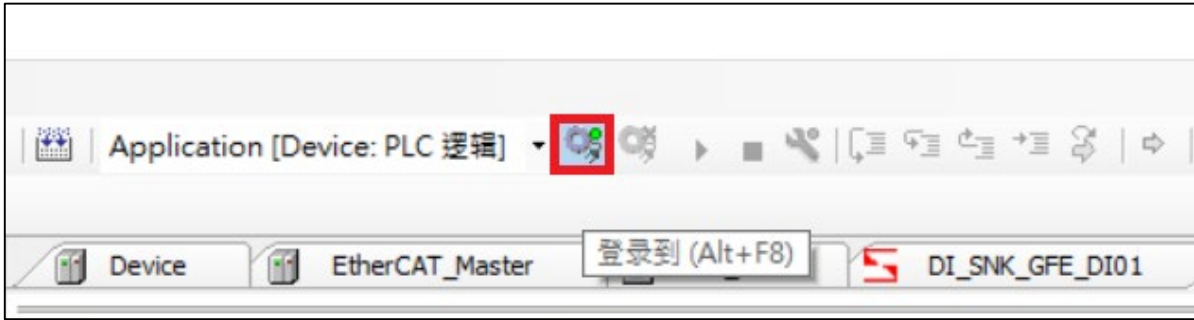 Application [Device: PLC 逻辑]
登录到 (Alt+F8)
Device
EtherCAT_Master
DI_SNK_GFE_DI01